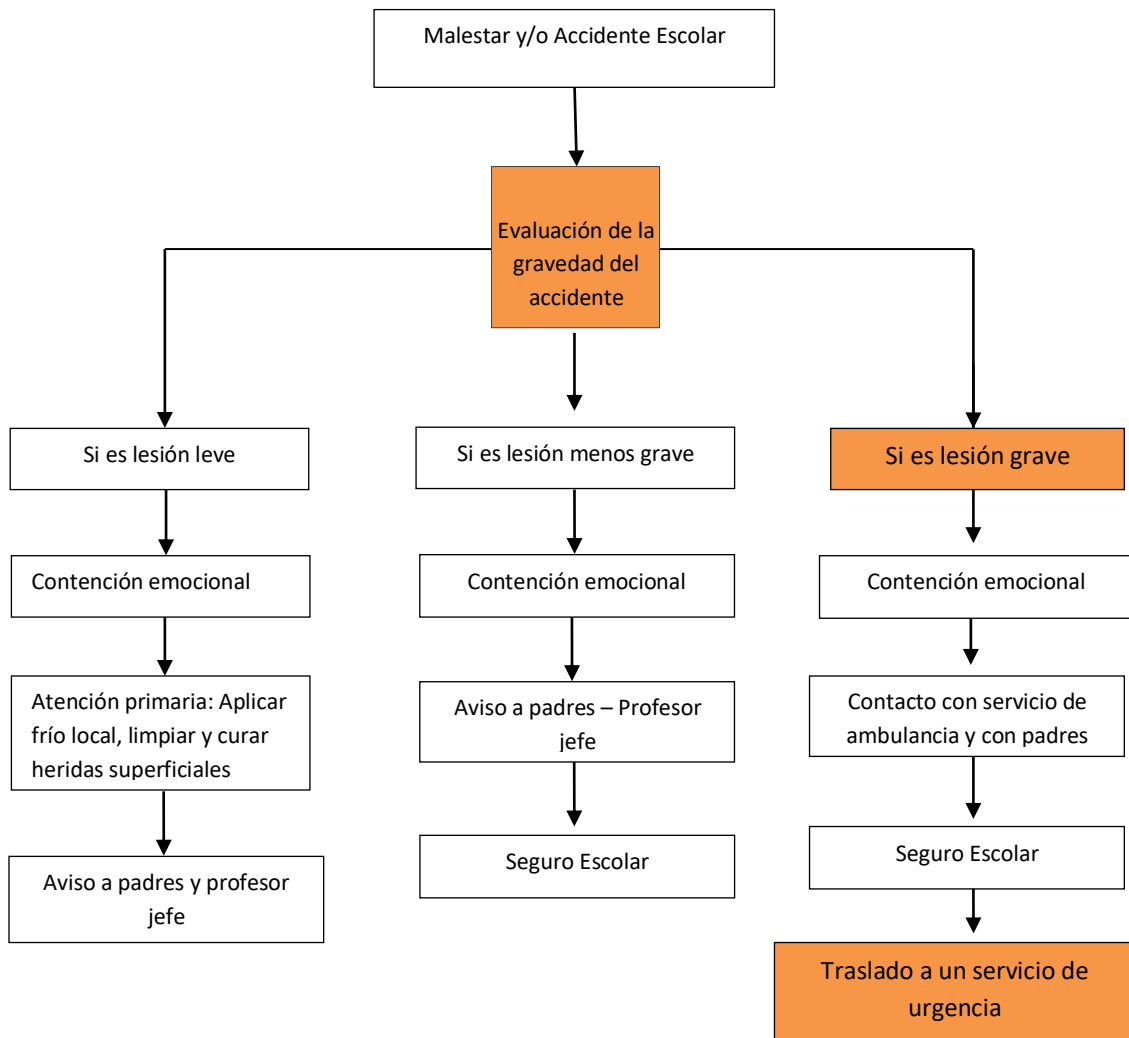 Malestar y/o Accidente Escolar
Evaluación de la
gravedad del
accidente
Si es lesión leve
Contención emocional
Atención primaria: Aplicar
frío local, limpiar y curar
heridas superficiales
Aviso a padres y profesor
jefe
Si es lesión menos grave
Contención emocional
Aviso a padres – Profesor
jefe
Seguro Escolar
Si es lesión grave
Contención emocional
Contacto con servicio de
ambulancia y con padres
Seguro Escolar
Traslado a un servicio de
urgencia